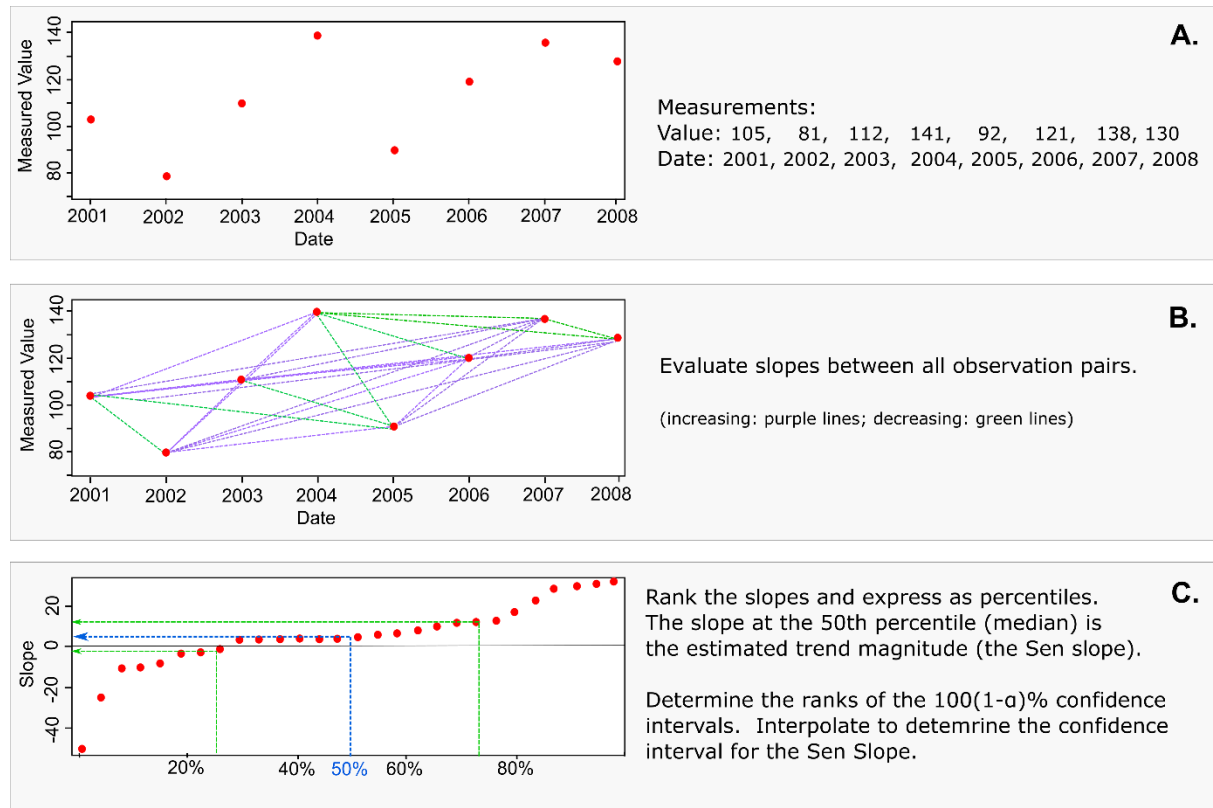 A.
Measured Value
140
120
100
80
2001 2002 2003 2004 2005 2006 2007 2008
Date
Measurements:
Value: 105, 81, 112, 141, 92, 121, 138, 130
Date: 2001, 2002, 2003, 2004, 2005, 2006, 2007, 2008
B.
Measured Value
140
120
100
80
2001 2002 2003 2004 2005 2006 2007 2008
Date
Evaluate slopes between all observation pairs.
(increasing: purple lines; decreasing: green lines)
C.
Slope
20
0
-20
-40
20% 40% 50% 60% 80%
Rank the slopes and express as percentiles.
The slope at the 50th percentile (median) is
the estimated trend magnitude (the Sen slope).
Determine the ranks of the 100(1-α)% confidence
intervals. Interpolate to detemrine the confidence
interval for the Sen Slope.